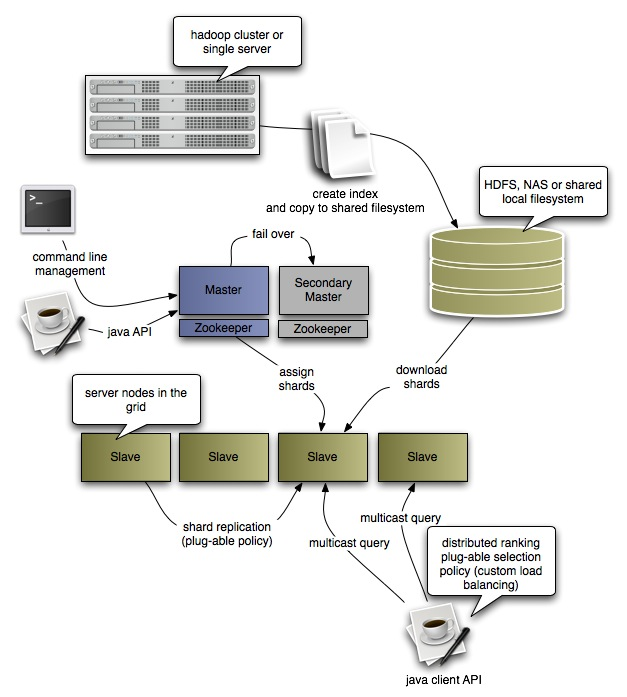 hadoop cluster or
single server
create index
and copy to shared filesystem
HDFS, NAS or shared
local filesystem
>_
command line
management
fail over
Master
Secondary
Master
Zookeeper
Zookeeper
java API
assign
shards
download
shards
server nodes in the
grid
Slave
Slave
Slave
Slave
shard replication
(plug-able policy)
multicast query
multicast query
distributed ranking
plug-able selection
policy (custom load
balancing)
java client API